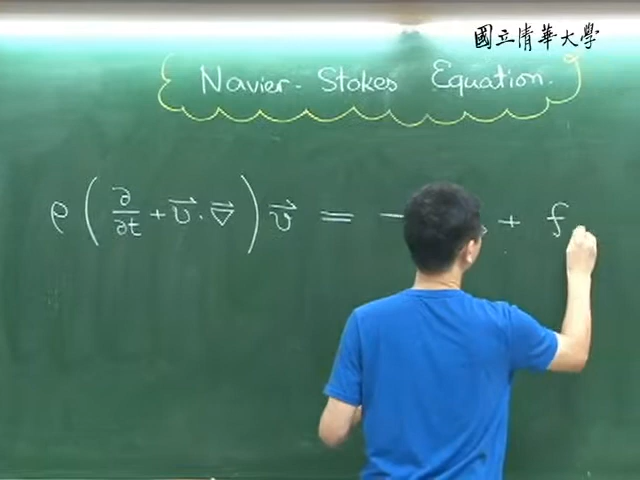 國立清華大學
Navier-Stokes Equation.
ρ(∂/∂t + v⃗·∇⃗)v⃗ = - + f